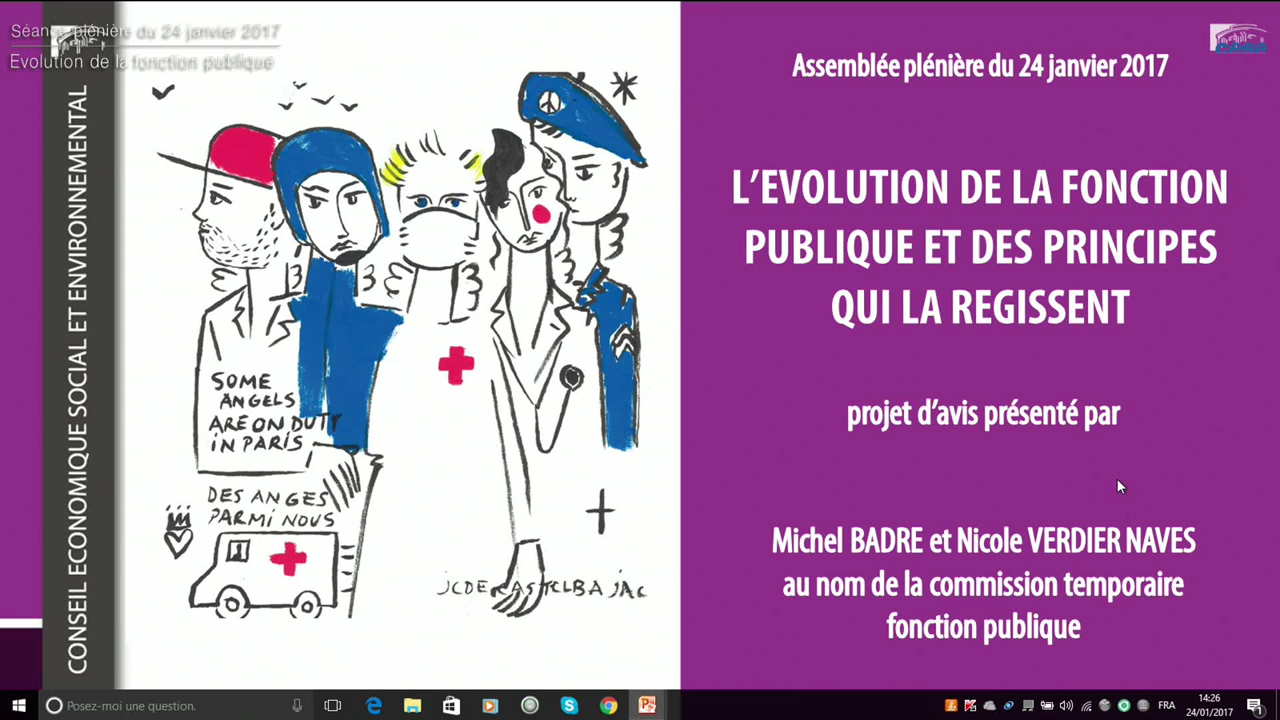 Séance plénière du 24 janvier 2017
Evolution de la fonction publique
CONSEIL ECONOMIQUE SOCIAL ET ENVIRONNEMENTAL
SOME
ANGELS
ARE ON DUTY
IN PARIS
DES ANGES
PARMI NOUS
JCDECASTELBAJAC
Assemblée plénière du 24 janvier 2017
L’EVOLUTION DE LA FONCTION
PUBLIQUE ET DES PRINCIPES
QUI LA REGISSENT
projet d’avis présenté par
Michel BADRE et Nicole VERDIER NAVES
au nom de la commission temporaire
fonction publique
Posez-moi une question.
FRA
14:26
24/01/2017
1